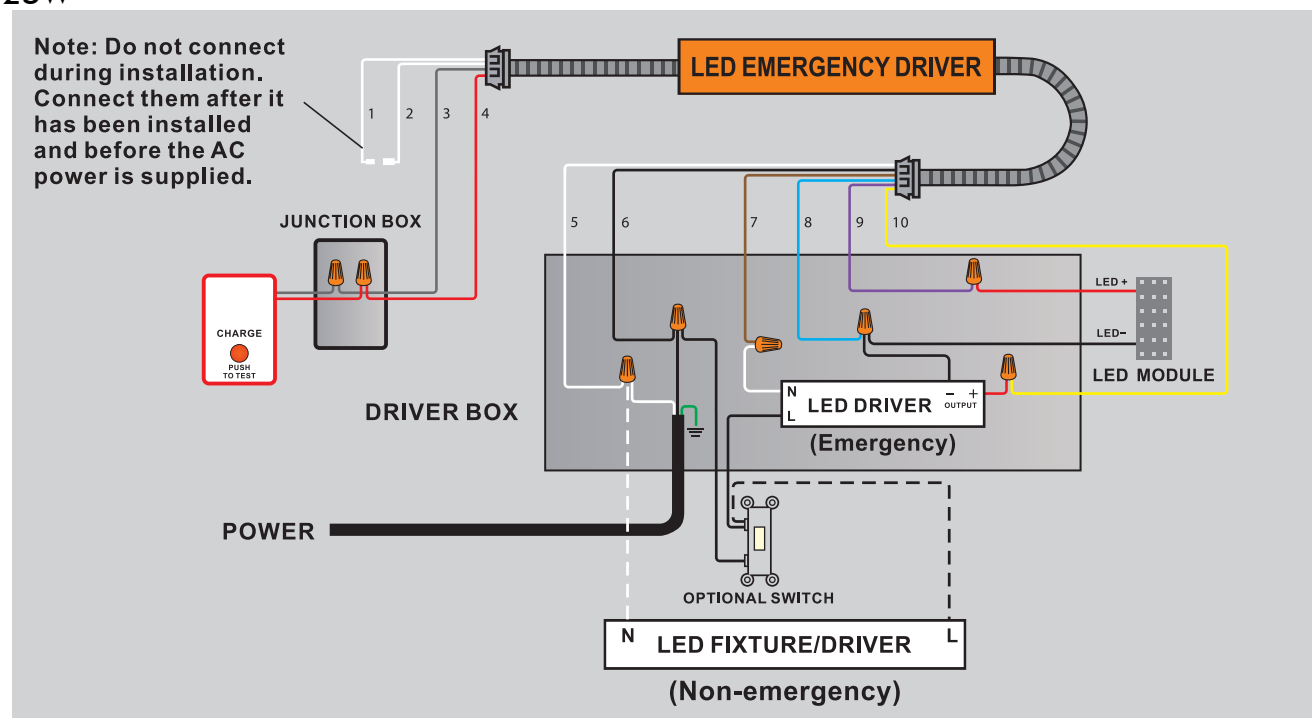 Note: Do not connect
during installation.
Connect them after it
has been installed
and before the AC
power is supplied.
LED EMERGENCY DRIVER
1
2
3
4
JUNCTION BOX
5
6
7
8
9
10
CHARGE
PUSH
TO TEST
LED +
LED–
LED MODULE
DRIVER BOX
N
L
LED DRIVER
– +
OUTPUT
(Emergency)
POWER
OPTIONAL SWITCH
N
LED FIXTURE/DRIVER
L
(Non-emergency)